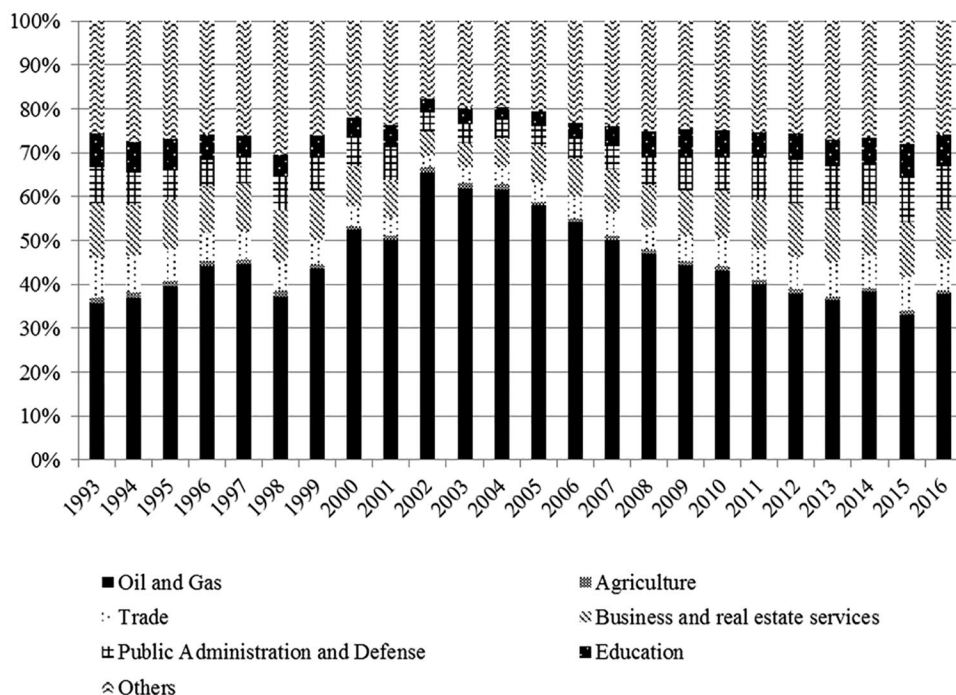 100%
90%
80%
70%
60%
50%
40%
30%
20%
10%
0%
1993 1994 1995 1996 1997 1998 1999 2000 2001 2002 2003 2004 2005 2006 2007 2008 2009 2010 2011 2012 2013 2014 2015 2016
Oil and Gas Agriculture
Trade Business and real estate services
Public Administration and Defense Education
Others